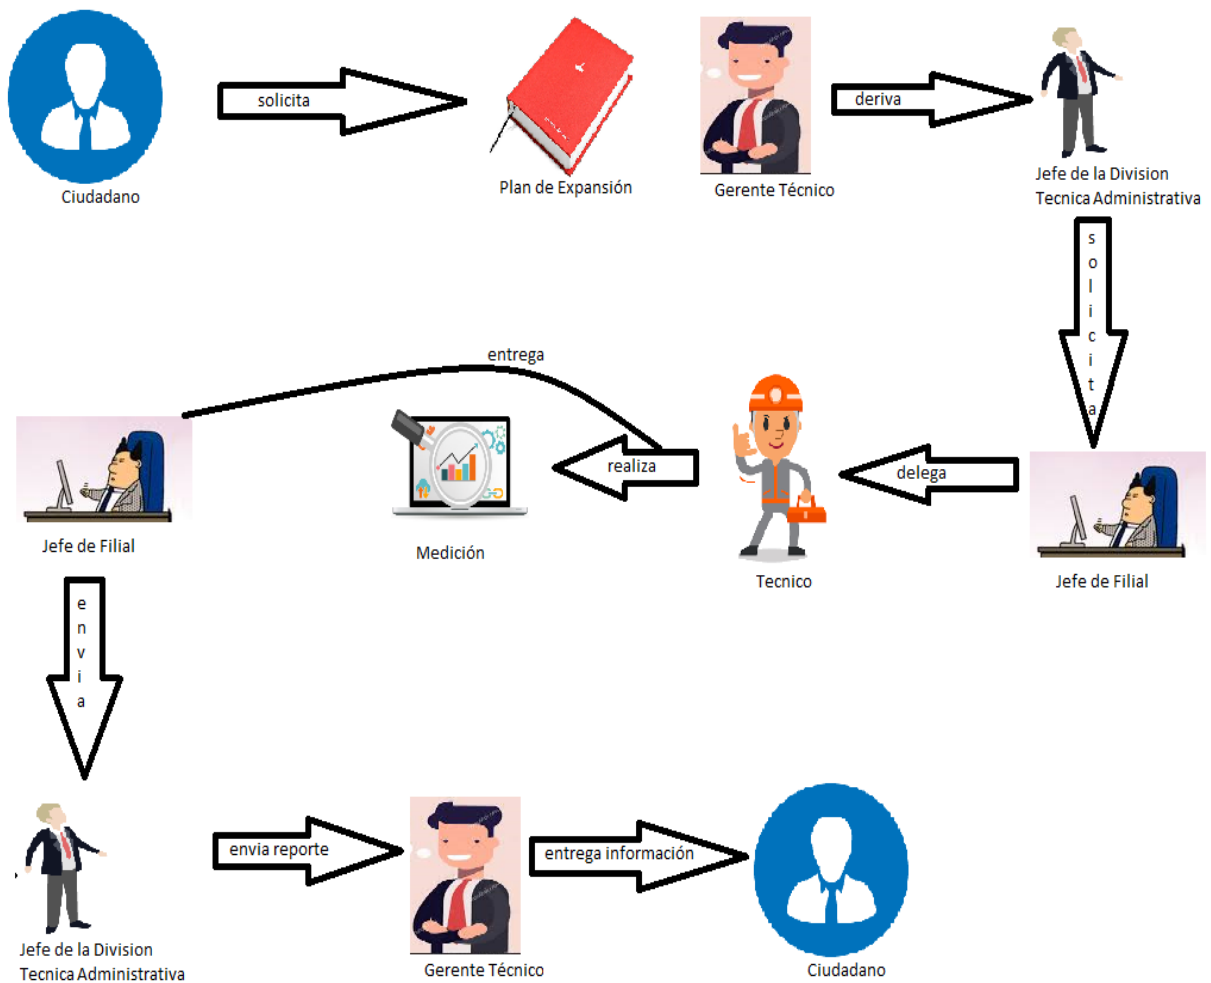 solicita
Ciudadano
Plan de Expansión
Gerente Técnico
deriva
Jefe de la Division
Tecnica Administrativa
solicita
entrega
Jefe de Filial
Medición
realiza
Tecnico
delega
Jefe de Filial
envia
Jefe de la Division
Tecnica Administrativa
envia reporte
Gerente Técnico
entrega información
Ciudadano